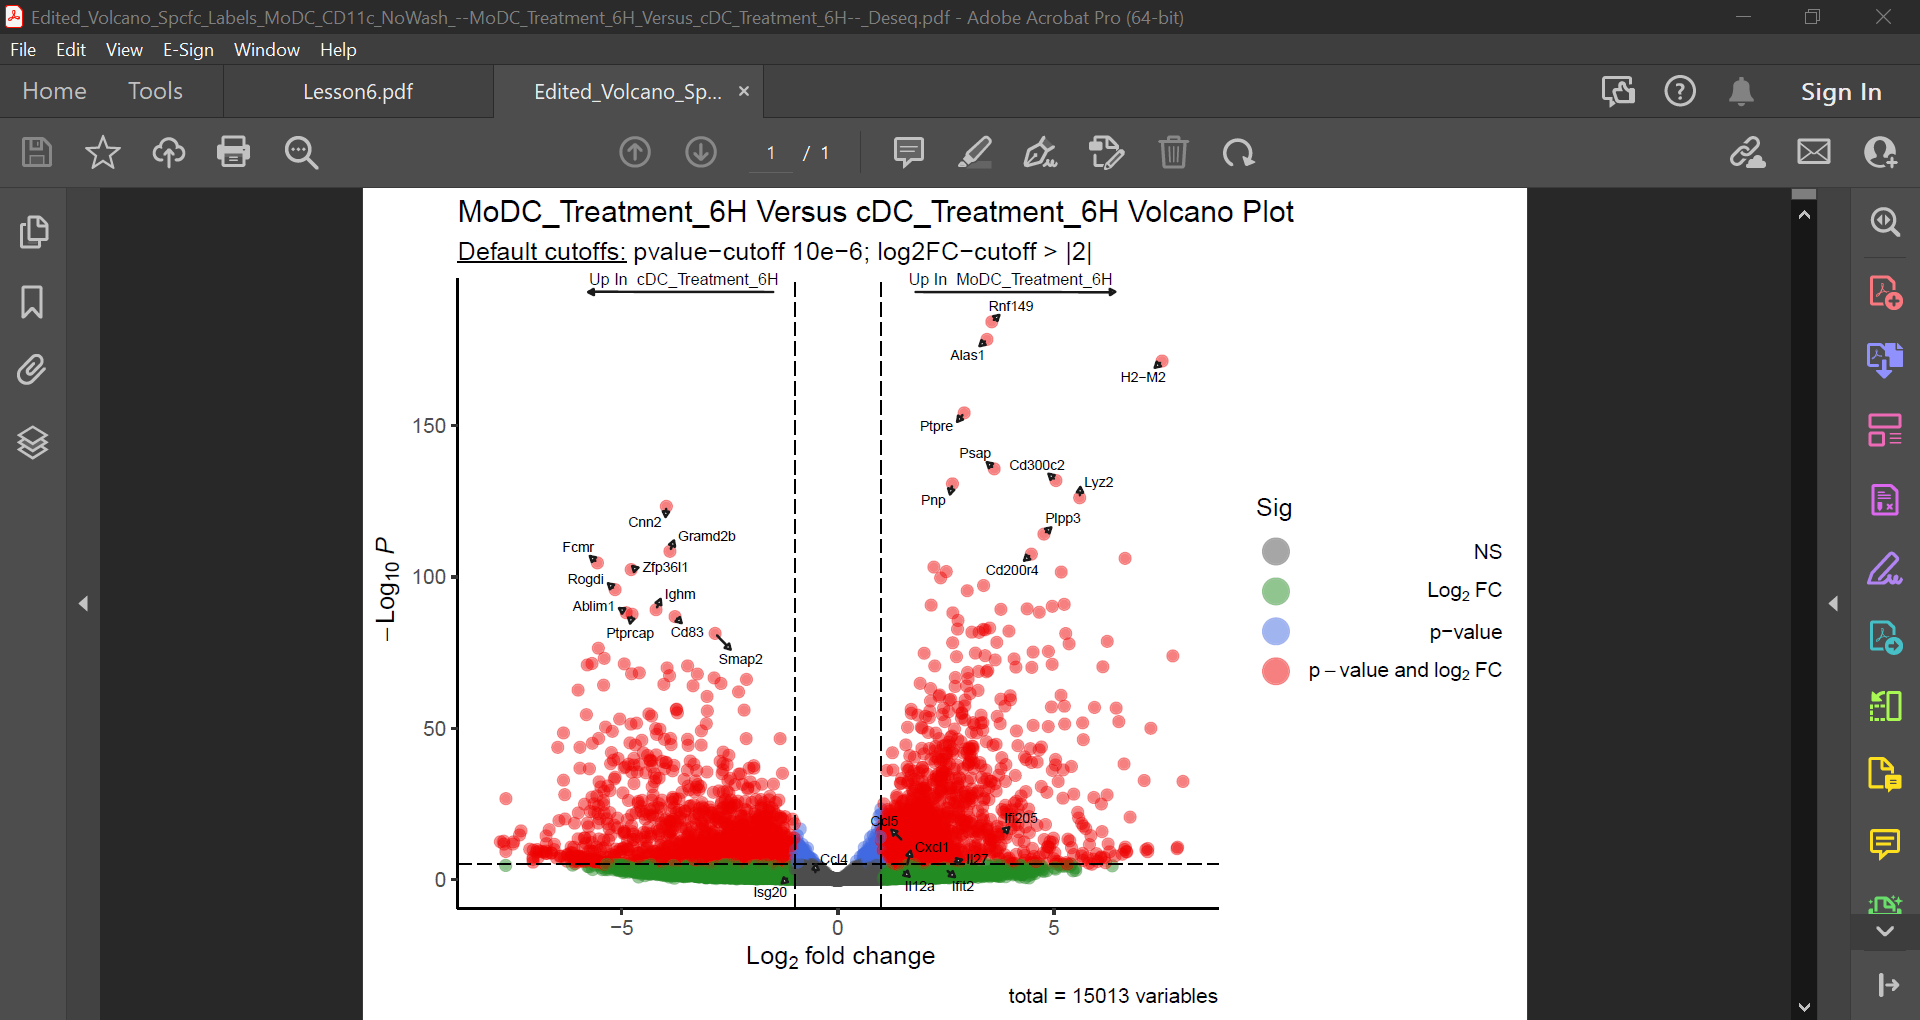 Edited_Volcano_Spcfc_Labels_MoDC_CD11c_NoWash_--MoDC_Treatment_6H_Versus_cDC_Treatment_6H--_Deseq.pdf - Adobe Acrobat Pro (64-bit)
File Edit View E-Sign Window Help
Home Tools Lesson6.pdf Edited_Volcano_Sp... × Sign In
1 / 1
MoDC_Treatment_6H Versus cDC_Treatment_6H Volcano Plot
Default cutoffs: pvalue−cutoff 10e−6; log2FC−cutoff > |2|
Up In cDC_Treatment_6H
Up In MoDC_Treatment_6H
Rnf149
Alas1
H2−M2
Ptpre
Psap
Cd300c2
Lyz2
Pnp
Plpp3
Cd200r4
Cnn2
Gramd2b
Fcmr
Zfp36l1
Rogdi
Ighm
Ablim1
Ptprcap
Cd83
Smap2
Ccl5
Ifi205
Cxcl1
Ccl4
Il27
Isg20
Il12a
Ifit2
150
100
50
0
−Log10 P
−5 0 5
Log2 fold change
Sig
NS
Log2 FC
p−value
p − value and log2 FC
total = 15013 variables